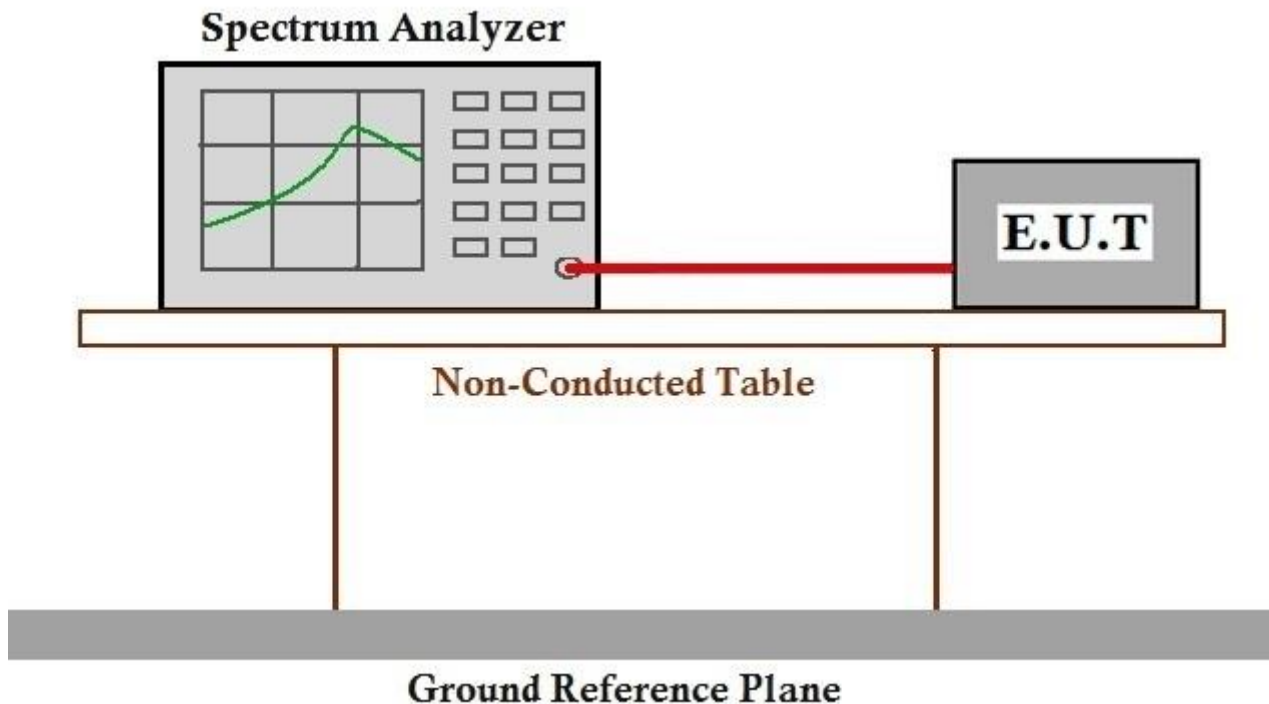 Spectrum Analyzer
E.U.T
Non-Conducted Table
Ground Reference Plane